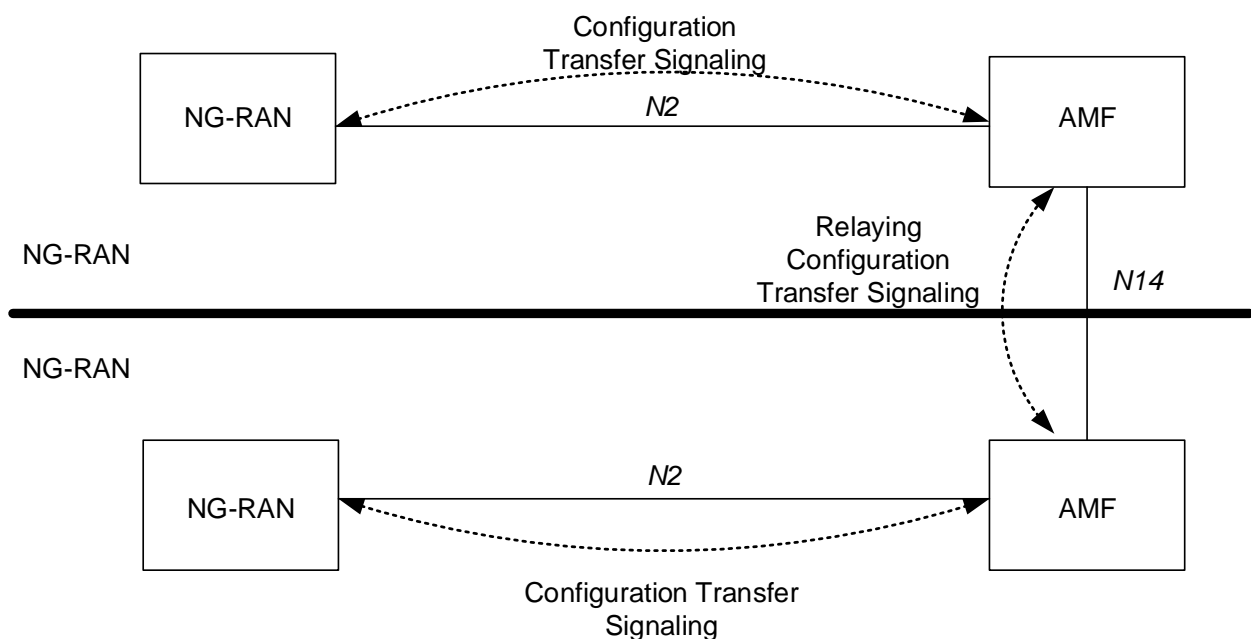 Configuration
Transfer Signaling
NG-RAN
N2
AMF
NG-RAN
Relaying
Configuration
Transfer Signaling
N14
NG-RAN
NG-RAN
N2
AMF
Configuration Transfer
Signaling